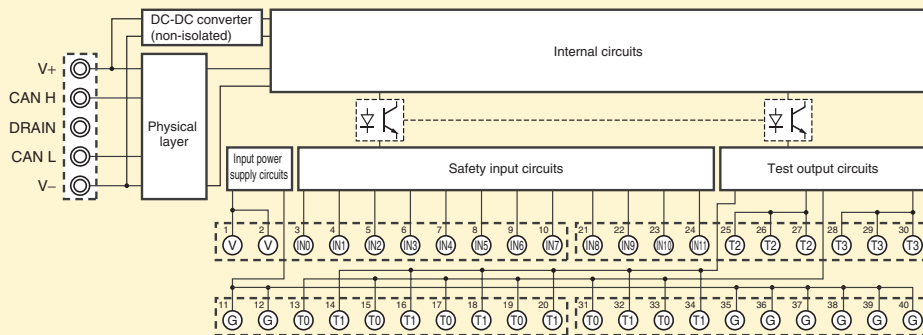 DC-DC converter
(non-isolated)
Internal circuits
V+
CAN H
DRAIN
CAN L
V–
Physical
layer
Input power
supply circuits
Safety input circuits
Test output circuits
1 2 3 4 5 6 7 8 9 10 21 22 23 24 25 26 27 28 29 30
V V IN0 IN1 IN2 IN3 IN4 IN5 IN6 IN7 IN8 IN9 IN10 IN11 T2 T2 T2 T3 T3 T3
11 12 13 14 15 16 17 18 19 20 31 32 33 34 35 36 37 38 39 40
G G T0 T1 T0 T1 T0 T1 T0 T1 T0 T1 T0 T1 G G G G G G